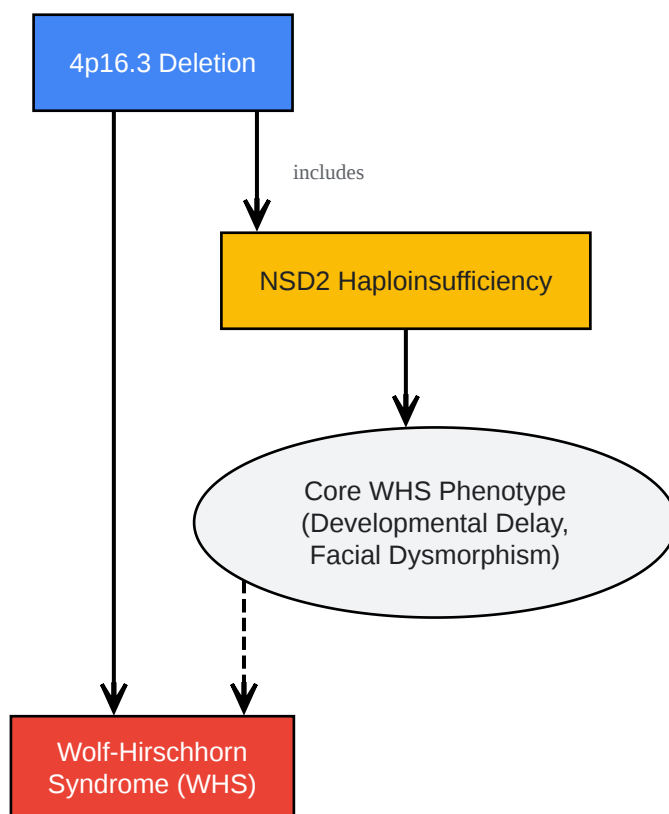 4p16.3 Deletion
includes
NSD2 Haploinsufficiency
Core WHS Phenotype
(Developmental Delay,
Facial Dysmorphism)
Wolf-Hirschhorn
Syndrome (WHS)